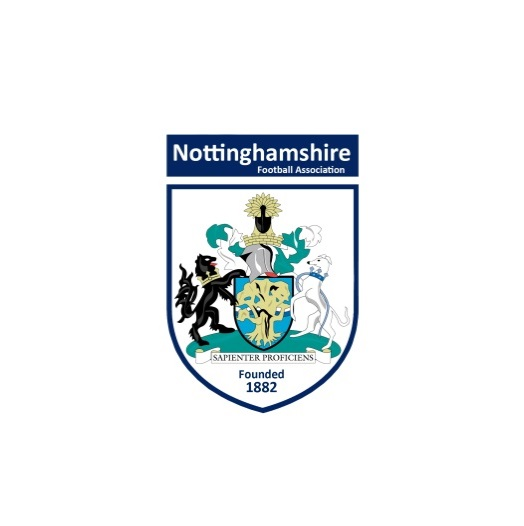 Nottinghamshire
Football Association
SAPIENTER PROFICIENS
Founded
1882